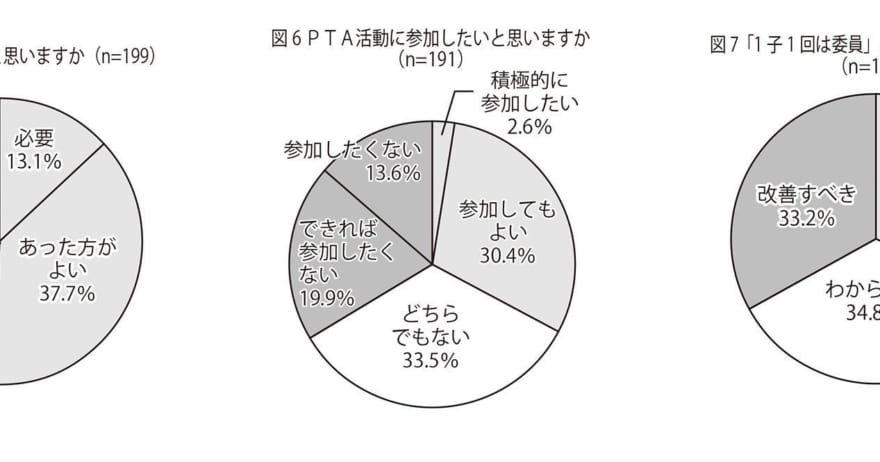 思いますか（n=199）
必要
13.1%
あった方が
よい
37.7%
図6 PTA活動に参加したいと思いますか
（n=191）
積極的に
参加したい
2.6%
参加しても
よい
30.4%
どちら
でもない
33.5%
できれば
参加したく
ない
19.9%
参加したくない
13.6%
図7「1子1回は委員」
（n=1
改善すべき
33.2%
わから
34.8